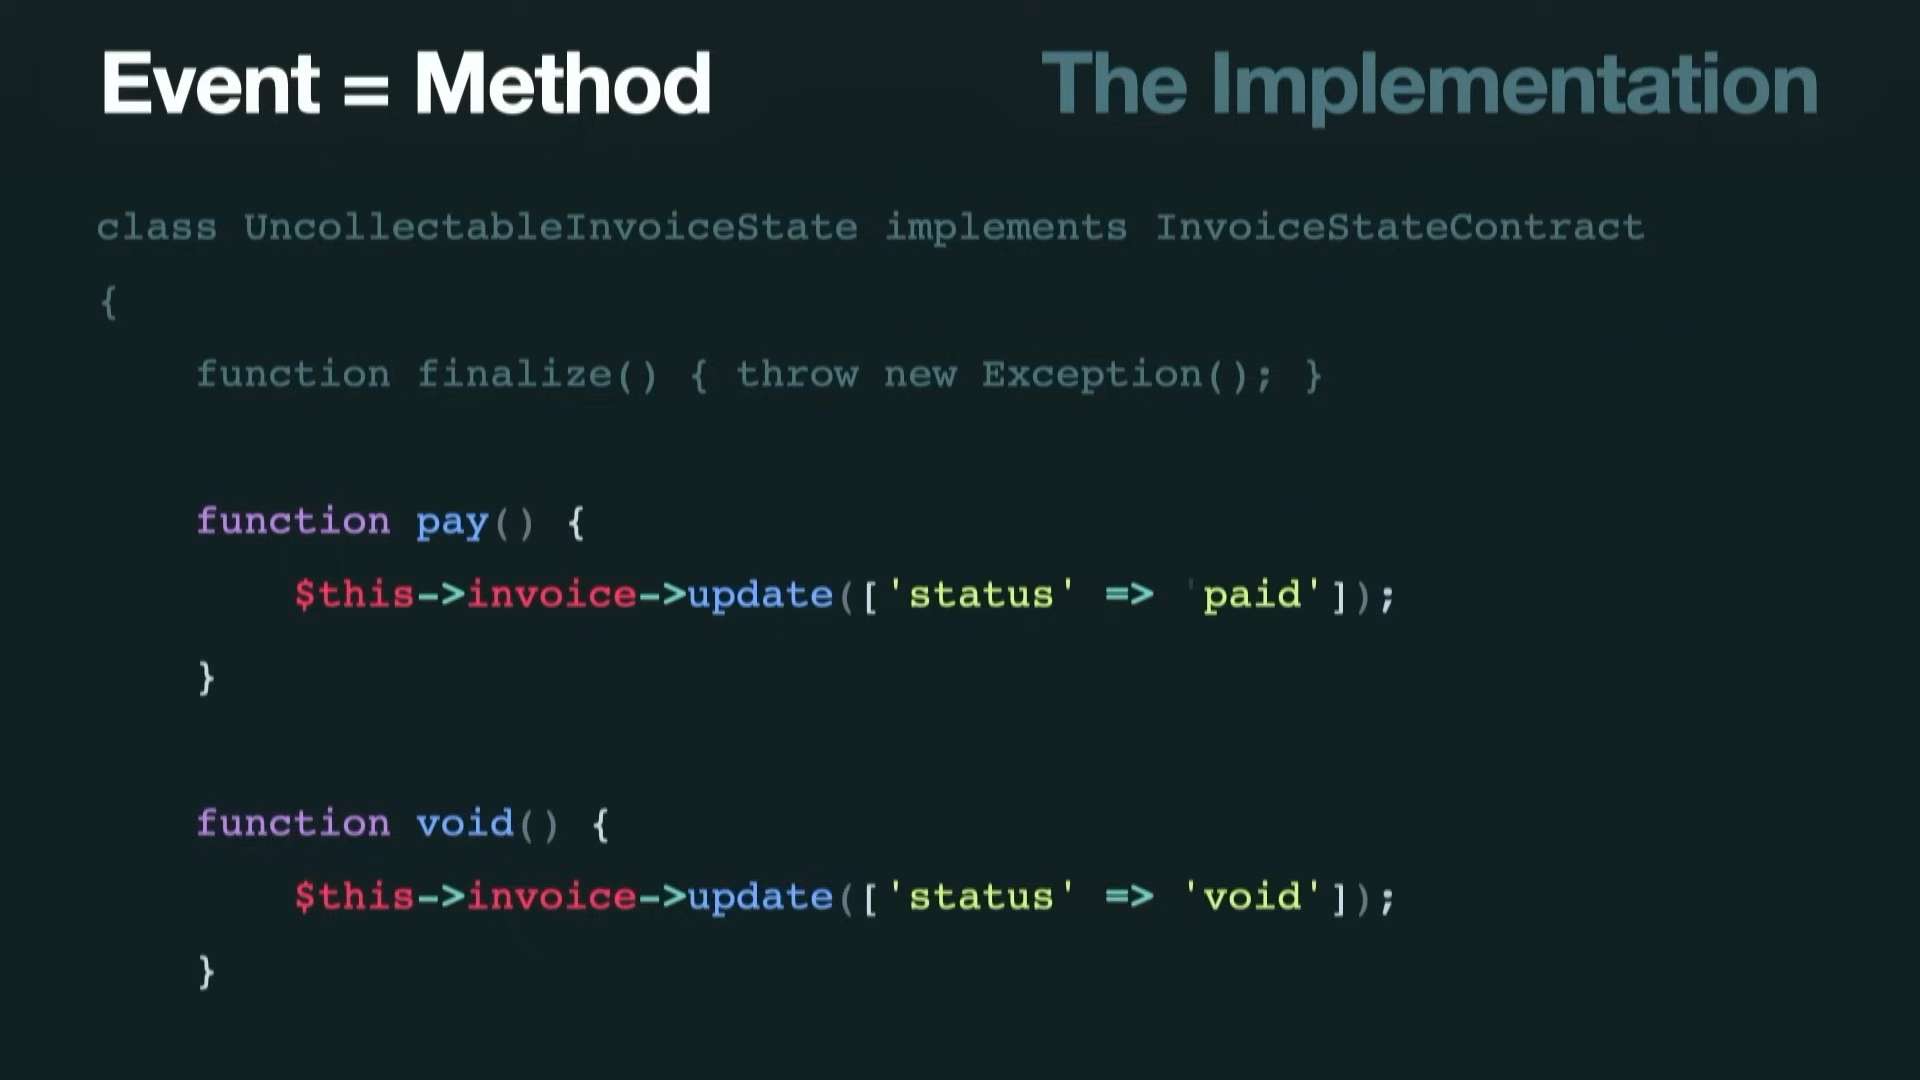 Event = Method
The Implementation
class UncollectableInvoiceState implements InvoiceStateContract
{
function finalize() { throw new Exception(); }
function pay() {
$this->invoice->update(['status' => 'paid']);
}
function void() {
$this->invoice->update(['status' => 'void']);
}